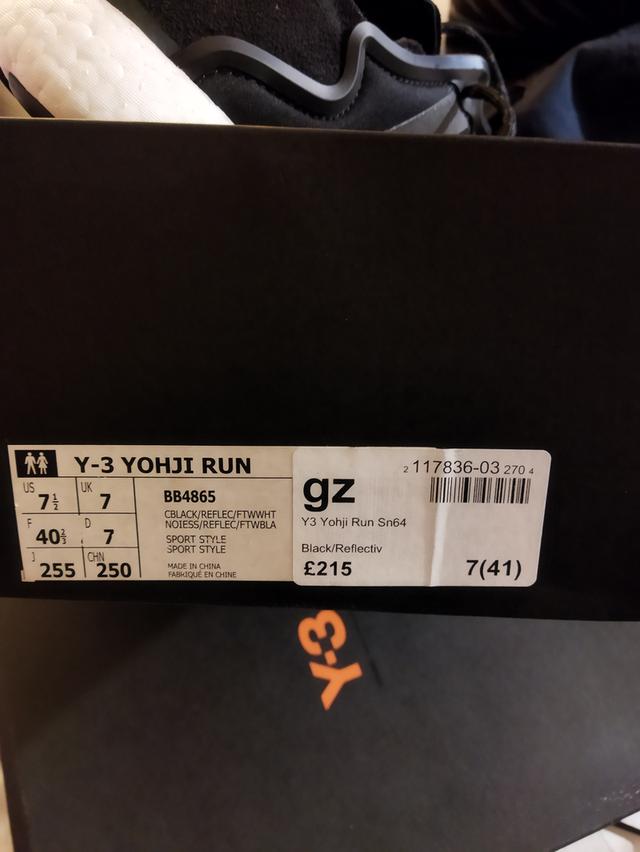 Y-3 YOHJI RUN
US 7½ UK 7
F 40⅔ D 7
J 255 CHN 250
BB4865
CBLACK/REFLEC/FTWWHT
NOIESS/REFLEC/FTWBLA
SPORT STYLE
SPORT STYLE
MADE IN CHINA
FABRIQUÉ EN CHINE
gz
2 117836-03 270 4
Y3 Yohji Run Sn64
Black/Reflectiv
£215 7(41)
Y-3